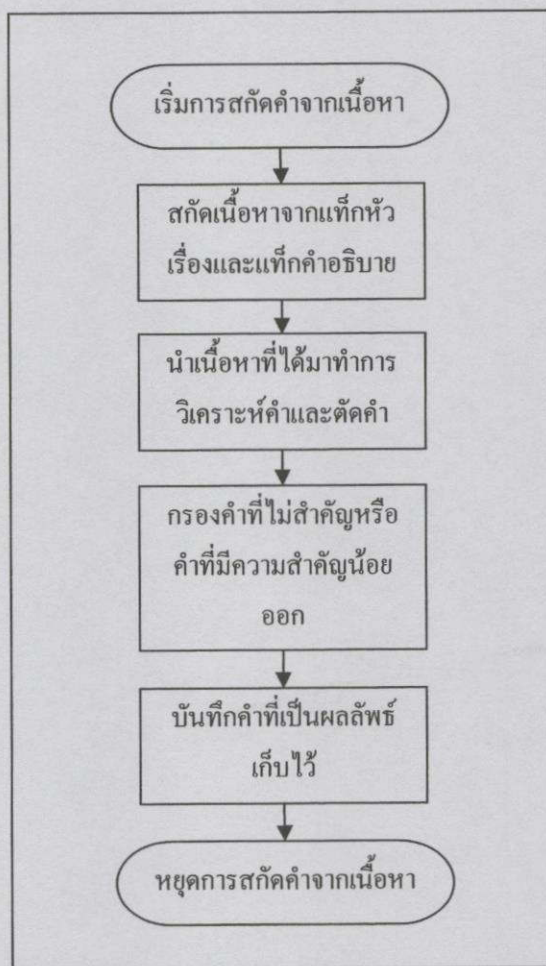 เริ่มการสกัดคำจากเนื้อหา
สกัดเนื้อหาจากแท็กหัว
เรื่องและแท็กคำอธิบาย
นำเนื้อหาที่ได้มาทำการ
วิเคราะห์คำและตัดคำ
กรองคำที่ไม่สำคัญหรือ
คำที่มีความสำคัญน้อย
ออก
บันทึกคำที่เป็นผลลัพธ์
เก็บไว้
หยุดการสกัดคำจากเนื้อหา